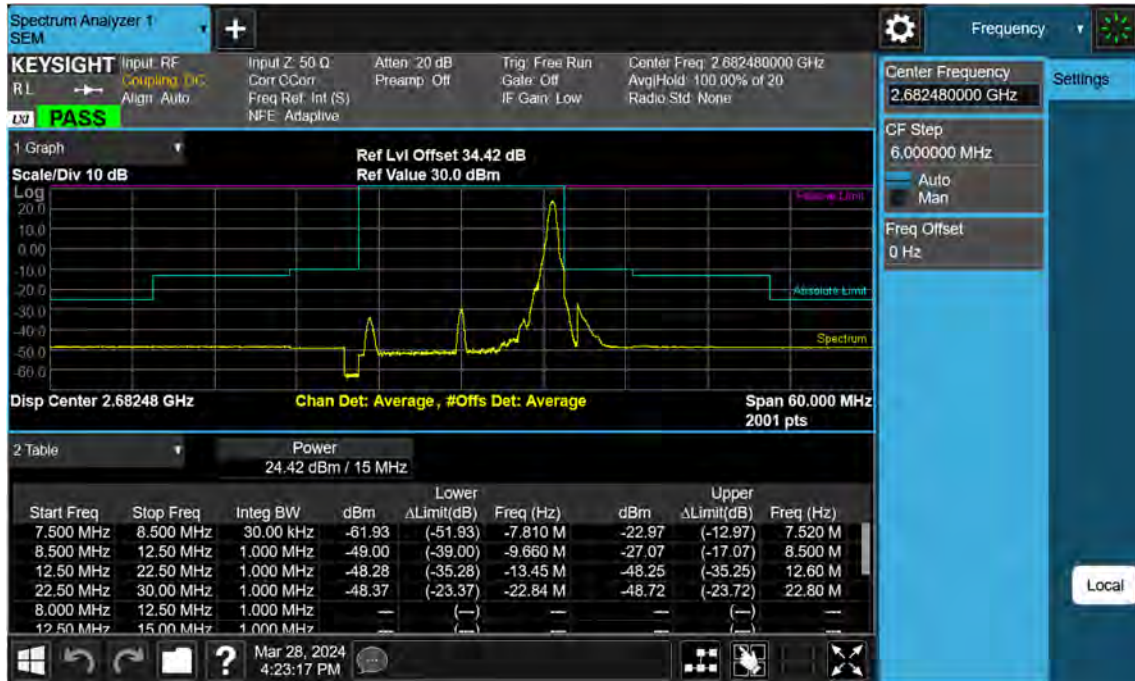 Spectrum Analyzer 1
SEM
+
Frequency
KEYSIGHT
RL
LXI
PASS
Input: RF
Coupling: DC
Align: Auto
Input Z: 50 Ω
Corr CCorr
Freq Ref: Int (S)
NFE: Adaptive
Atten: 20 dB
Preamp: Off
Trig: Free Run
Gate: Off
IF Gain: Low
Center Freq: 2.682480000 GHz
Avg|Hold: 100.00% of 20
Radio Std: None
Center Frequency
2.682480000 GHz
Settings
CF Step
6.000000 MHz
Auto
Man
Freq Offset
0 Hz
Local
1 Graph
Scale/Div 10 dB
Ref Lvl Offset 34.42 dB
Ref Value 30.0 dBm
Log
20.0
10.0
0.00
-10.0
-20.0
-30.0
-40.0
-50.0
-60.0
Relative Limit
Absolute Limit
Spectrum
Disp Center 2.68248 GHz
Chan Det: Average, #Offs Det: Average
Span 60.000 MHz
2001 pts
2 Table
Power
24.42 dBm / 15 MHz
Lower Upper
Start Freq Stop Freq Integ BW dBm ΔLimit(dB) Freq (Hz) dBm ΔLimit(dB) Freq (Hz)
7.500 MHz 8.500 MHz 30.00 kHz -61.93 (-51.93) -7.810 M -22.97 (-12.97) 7.520 M
8.500 MHz 12.50 MHz 1.000 MHz -49.00 (-39.00) -9.660 M -27.07 (-17.07) 8.500 M
12.50 MHz 22.50 MHz 1.000 MHz -48.28 (-35.28) -13.45 M -48.25 (-35.25) 12.60 M
22.50 MHz 30.00 MHz 1.000 MHz -48.37 (-23.37) -22.84 M -48.72 (-23.72) 22.80 M
8.000 MHz 12.50 MHz 1.000 MHz --- (---) --- --- (---) ---
12.50 MHz 15.00 MHz 1.000 MHz --- (---) --- --- (---) ---
?
Mar 28, 2024
4:23:17 PM